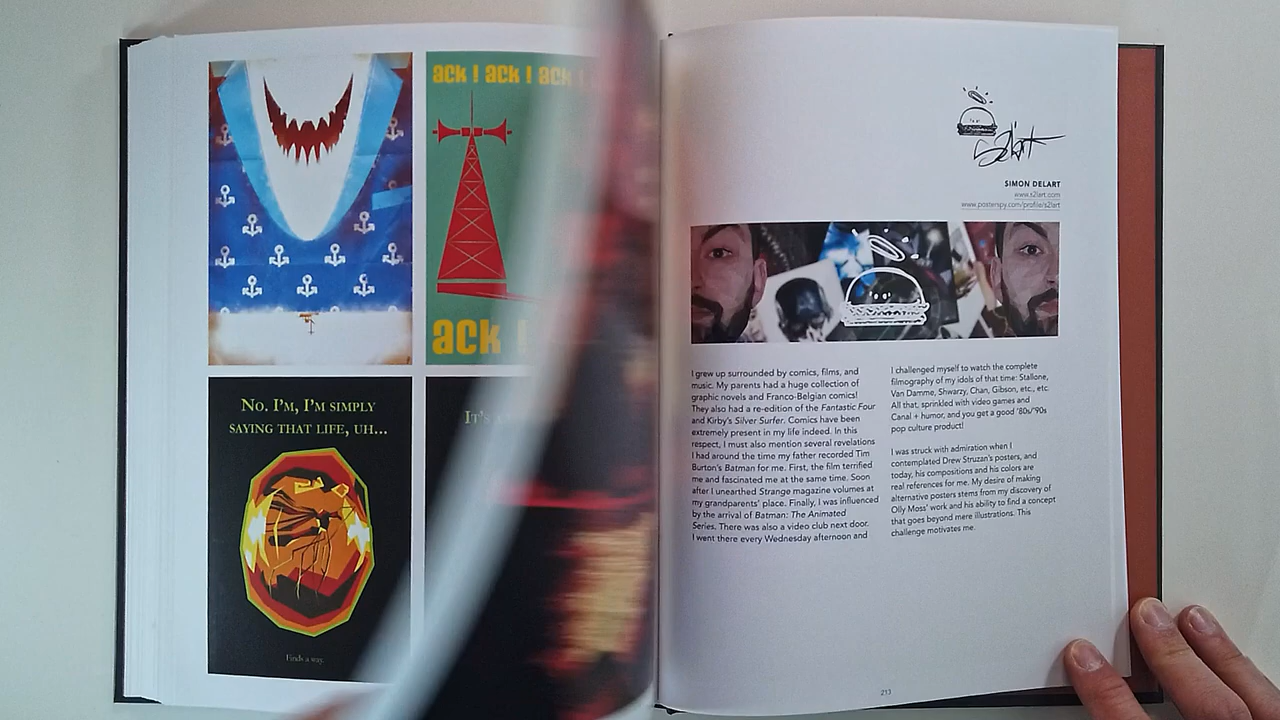 ack ! ack ! ack !
ack !
No. I'm, I'm simply
saying that life, uh...
Finds a way.
It's
S2lart
SIMON DELART
www.s2lart.com
www.posterspy.com/profile/s2lart
I grew up surrounded by comics, films, and
music. My parents had a huge collection of
graphic novels and Franco-Belgian comics!
They also had a re-edition of the Fantastic Four
and Kirby's Silver Surfer. Comics have been
extremely present in my life indeed. In this
respect, I must also mention several revelations
I had around the time my father recorded Tim
Burton's Batman for me. First, the film terrified
me and fascinated me at the same time. Soon
after I unearthed Strange magazine volumes at
my grandparents' place. Finally, I was influenced
by the arrival of Batman: The Animated
Series. There was also a video club next door.
I went there every Wednesday afternoon and
I challenged myself to watch the complete
filmography of my idols of that time: Stallone,
Van Damme, Shwarzy, Chan, Gibson, etc., etc.
All that, sprinkled with video games and
Canal + humor, and you get a good '80s/'90s
pop culture product!
I was struck with admiration when I
contemplated Drew Struzan's posters, and
today, his compositions and his colors are
real references for me. My desire of making
alternative posters stems from my discovery of
Olly Moss' work and his ability to find a concept
that goes beyond mere illustrations. This
challenge motivates me.
213